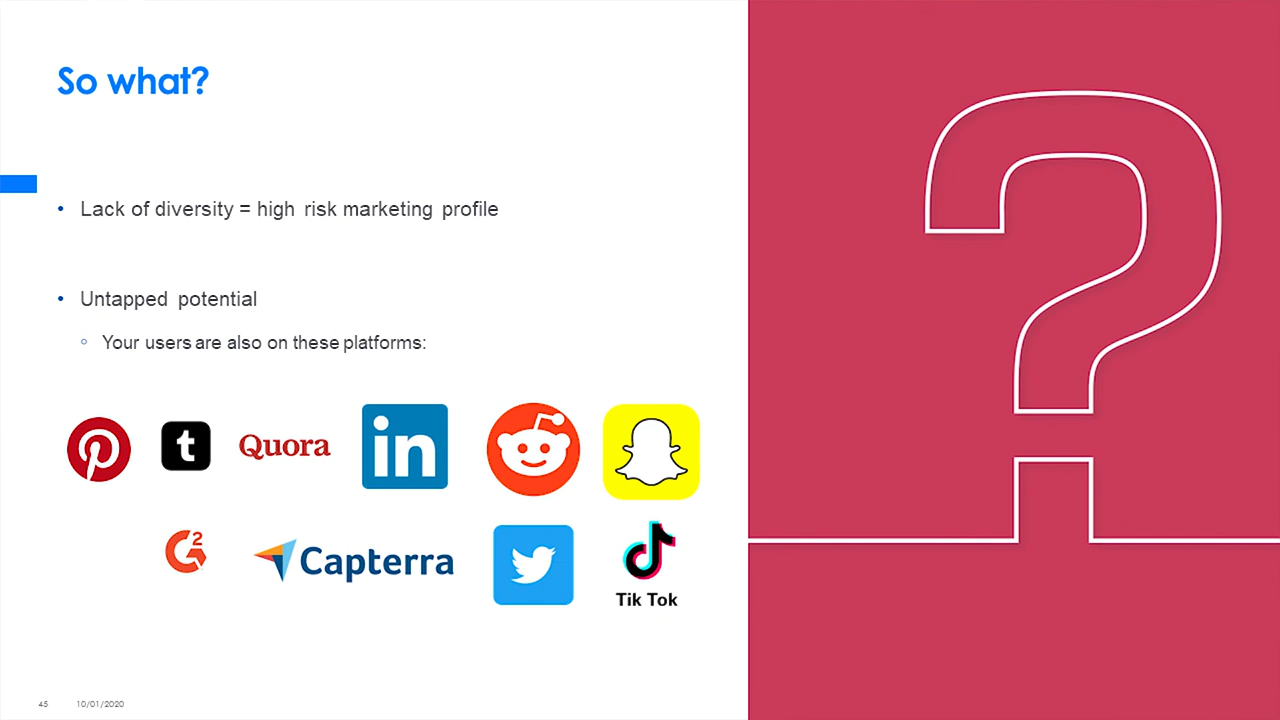 So what?
• Lack of diversity = high risk marketing profile
• Untapped potential
◦ Your users are also on these platforms:
t Quora in
G2 Capterra
Tik Tok
45 10/01/2020